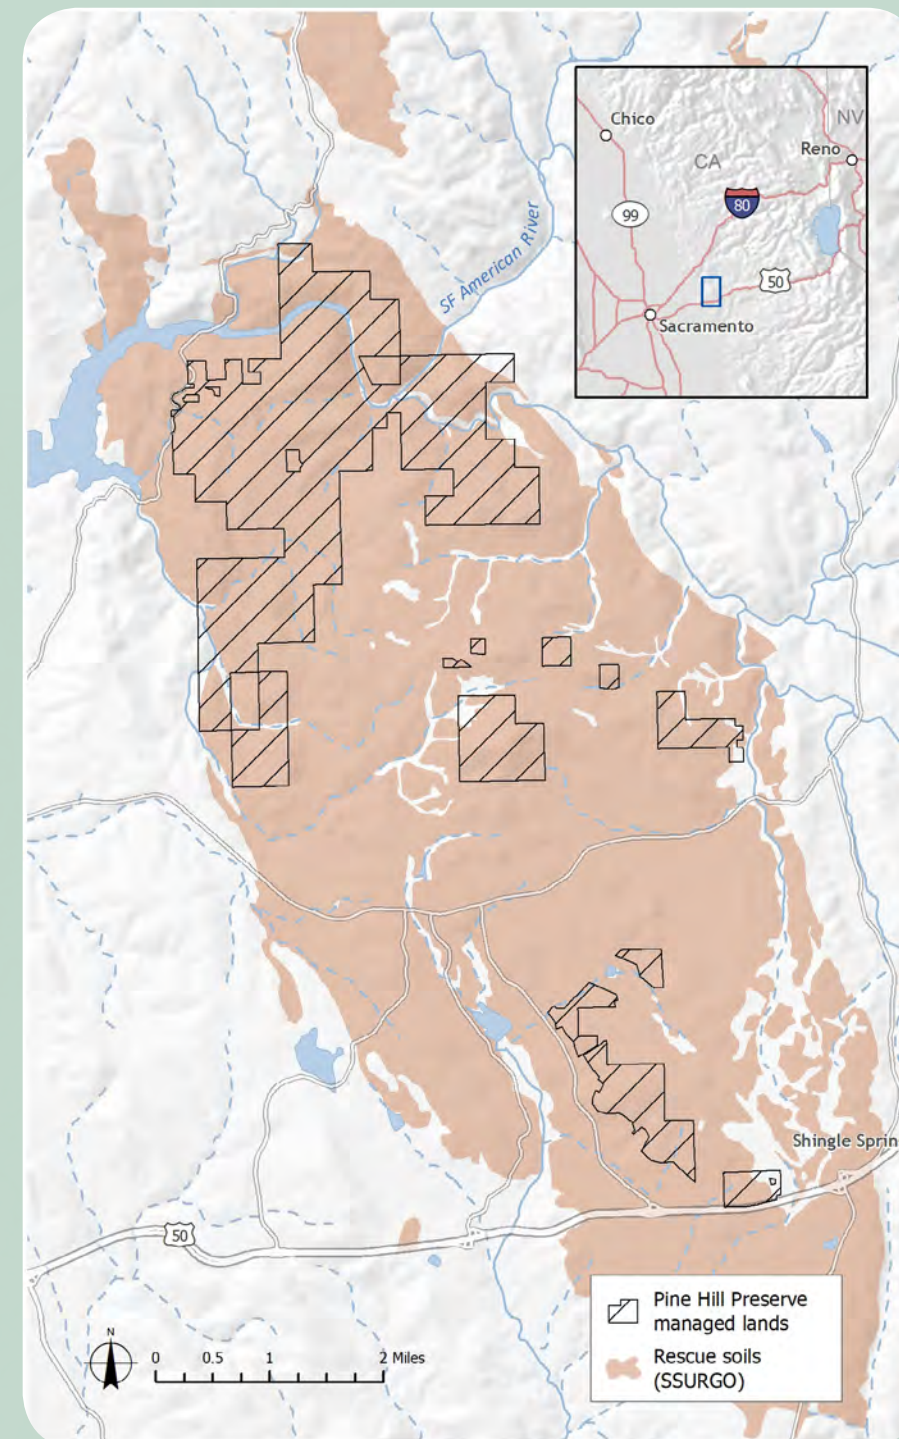 Chico
NV
Reno
CA
80
99
50
Sacramento
SF American River
Shingle Sprin
50
Pine Hill Preserve
managed lands
Rescue soils
(SSURGO)
N
0 0.5 1 2 Miles